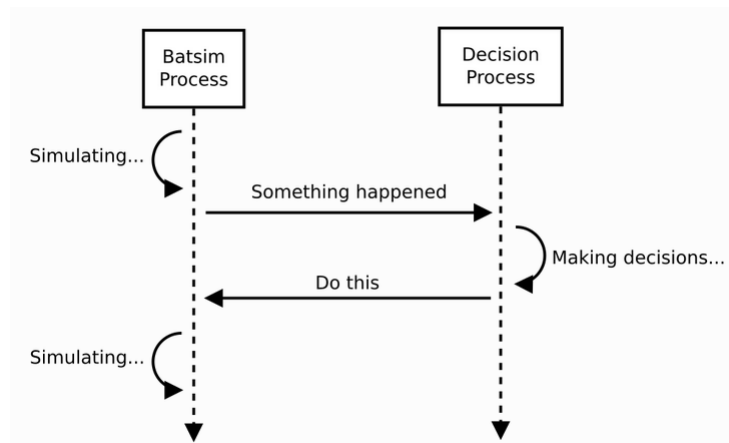 Batsim
Process
Decision
Process
Simulating...
Something happened
Making decisions...
Do this
Simulating...